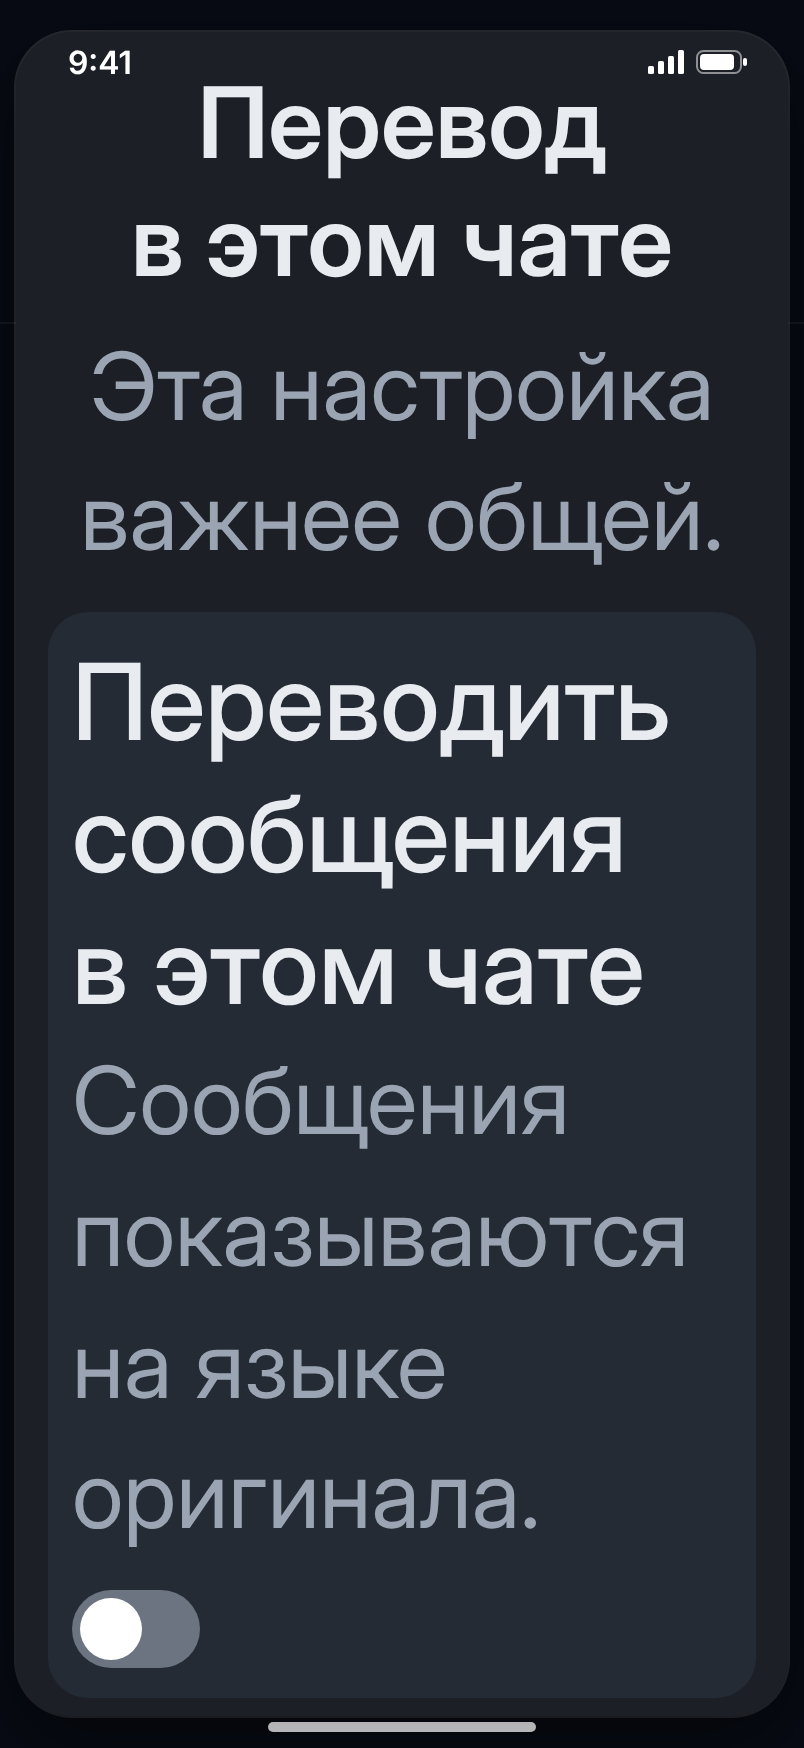 9:41
Перевод
в этом чате
Эта настройка
важнее общей.
Переводить
сообщения
в этом чате
Сообщения
показываются
на языке
оригинала.